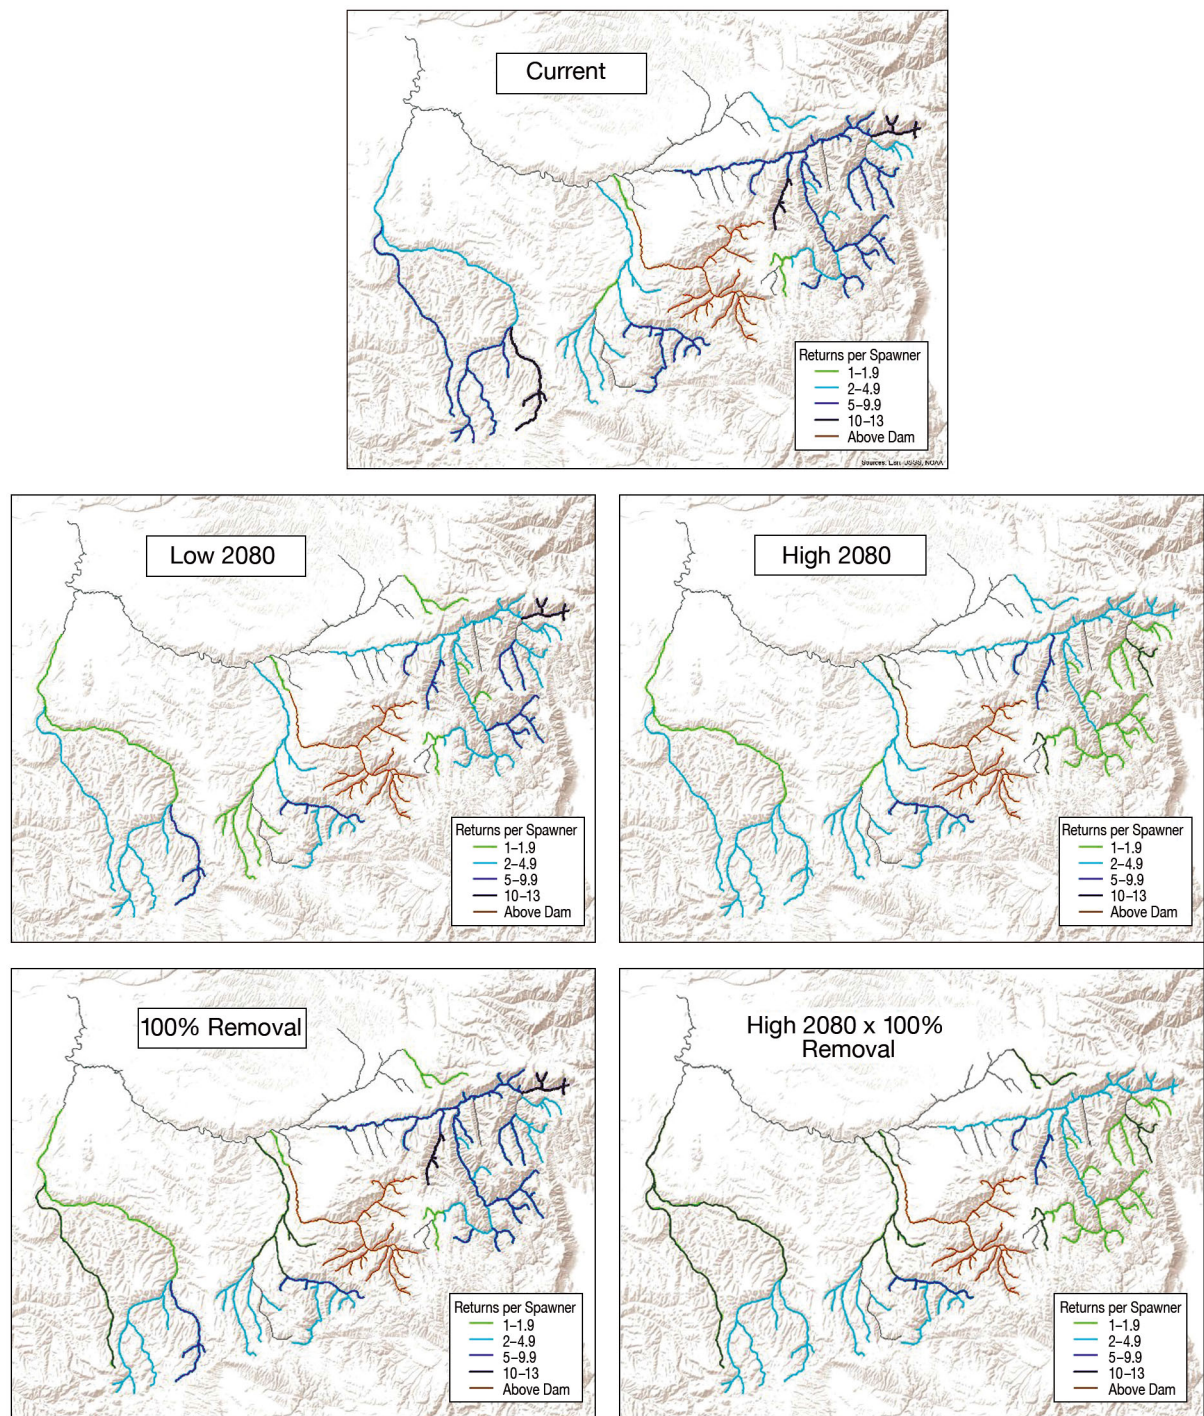 Current
Returns per Spawner
1–1.9
2–4.9
5–9.9
10–13
Above Dam
Sources: Esri, USGS, NOAA
Low 2080
Returns per Spawner
1–1.9
2–4.9
5–9.9
10–13
Above Dam
High 2080
Returns per Spawner
1–1.9
2–4.9
5–9.9
10–13
Above Dam
100% Removal
Returns per Spawner
1–1.9
2–4.9
5–9.9
10–13
Above Dam
High 2080 x 100%
Removal
Returns per Spawner
1–1.9
2–4.9
5–9.9
10–13
Above Dam